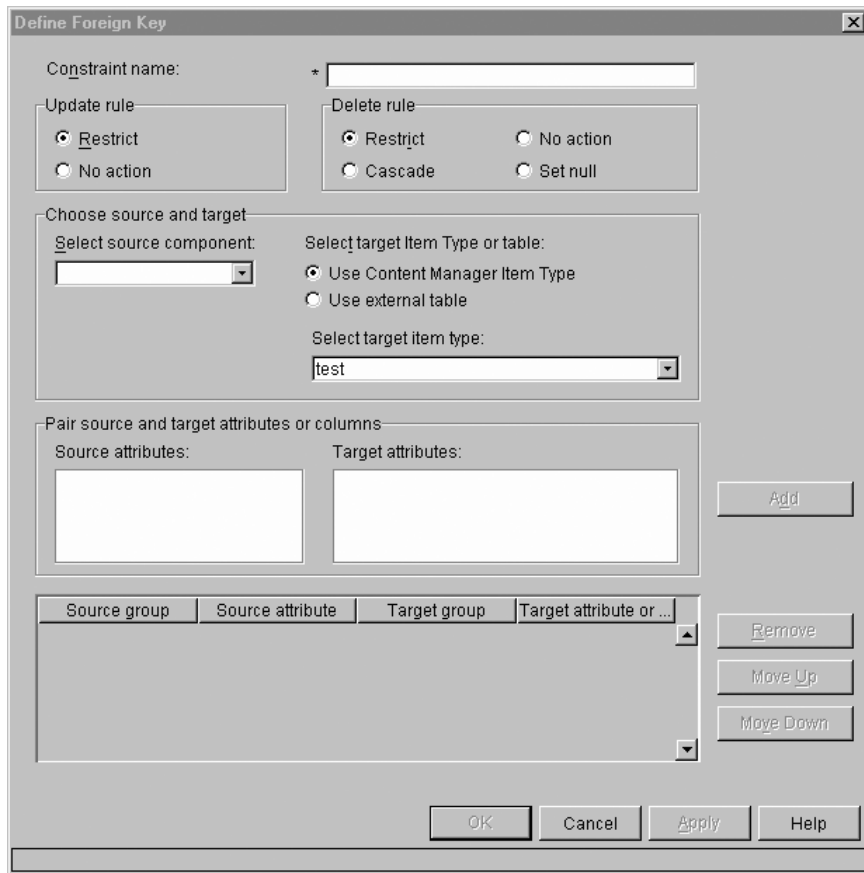 Define Foreign Key
Constraint name: *
Update rule
Restrict
No action
Delete rule
Restrict No action
Cascade Set null
Choose source and target
Select source component:
Select target Item Type or table:
Use Content Manager Item Type
Use external table
Select target item type:
test
Pair source and target attributes or columns
Source attributes: Target attributes:
Add
Source group Source attribute Target group Target attribute or ...
Remove
Move Up
Move Down
OK Cancel Apply Help